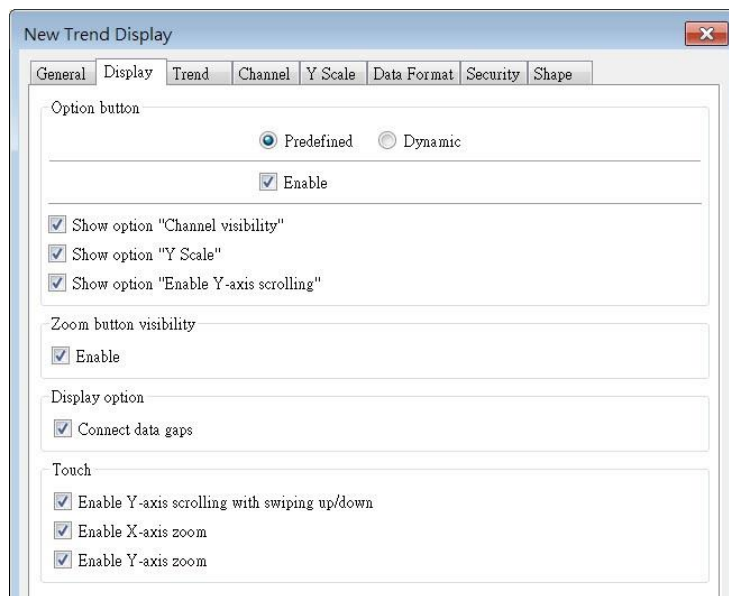 New Trend Display
General Display Trend Channel Y Scale Data Format Security Shape
Option button
Predefined Dynamic
Enable
Show option "Channel visibility"
Show option "Y Scale"
Show option "Enable Y-axis scrolling"
Zoom button visibility
Enable
Display option
Connect data gaps
Touch
Enable Y-axis scrolling with swiping up/down
Enable X-axis zoom
Enable Y-axis zoom